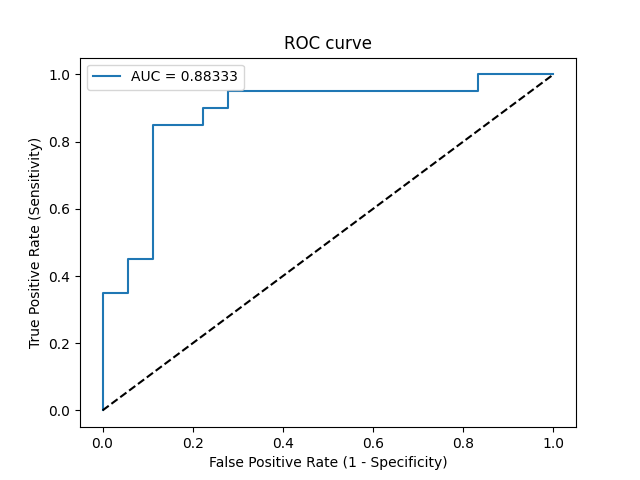 ROC curve
AUC = 0.88333
True Positive Rate (Sensitivity)
1.0
0.8
0.6
0.4
0.2
0.0
0.0 0.2 0.4 0.6 0.8 1.0
False Positive Rate (1 - Specificity)